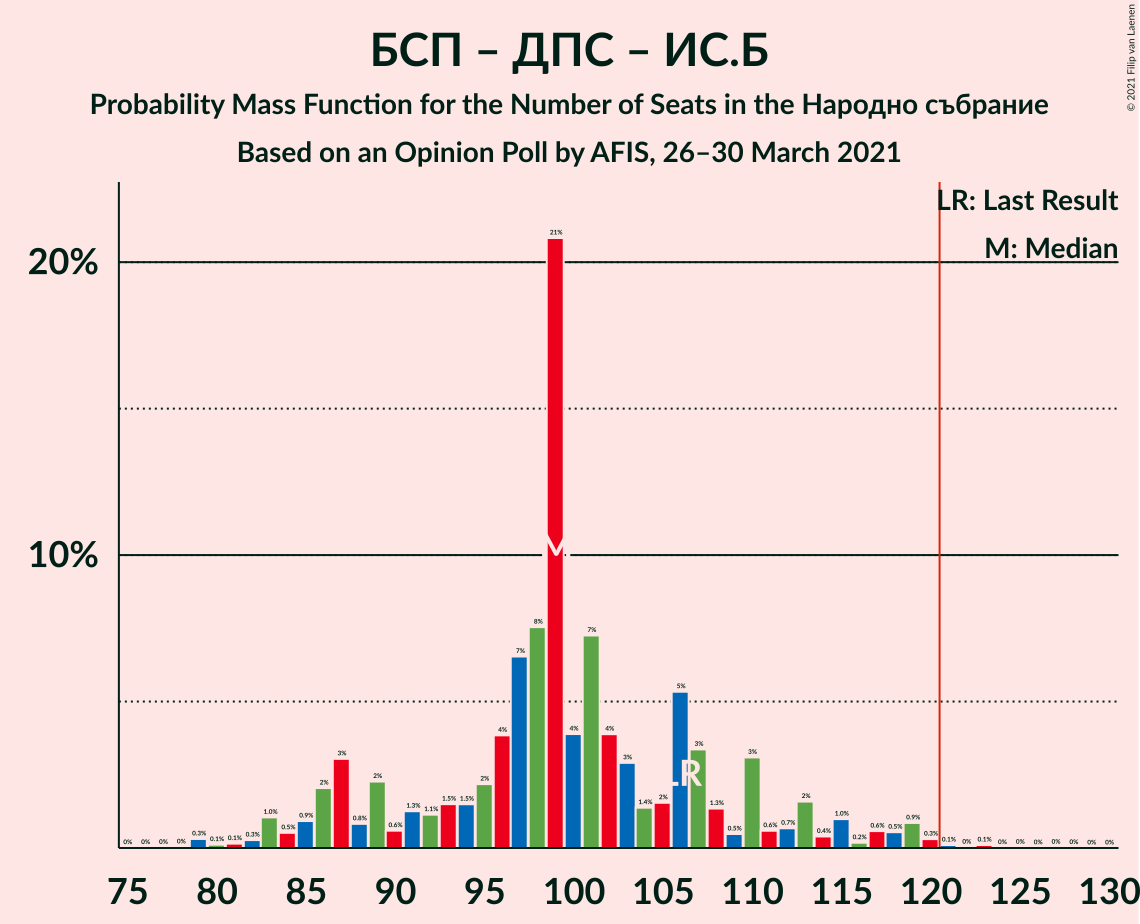 БСП – ДПС – ИС.Б
Probability Mass Function for the Number of Seats in the Народно събрание
Based on an Opinion Poll by AFIS, 26–30 March 2021
© 2021 Filip van Laenen
LR: Last Result
M: Median
20%
10%
0% 0% 0% 0% 0.3% 0.1% 0.1% 0.3% 1.0% 0.5% 0.9% 2% 3% 0.8% 2% 0.6% 1.3% 1.1% 1.5% 1.5% 2% 4% 7% 8% 21% 4% 7% 4% 3% 1.4% 2% 5% 3% 1.3% 0.5% 3% 0.6% 0.7% 2% 0.4% 1.0% 0.2% 0.6% 0.5% 0.9% 0.3% 0.1% 0% 0.1% 0% 0% 0% 0% 0% 0% 0%
M
LR
75 80 85 90 95 100 105 110 115 120 125 130